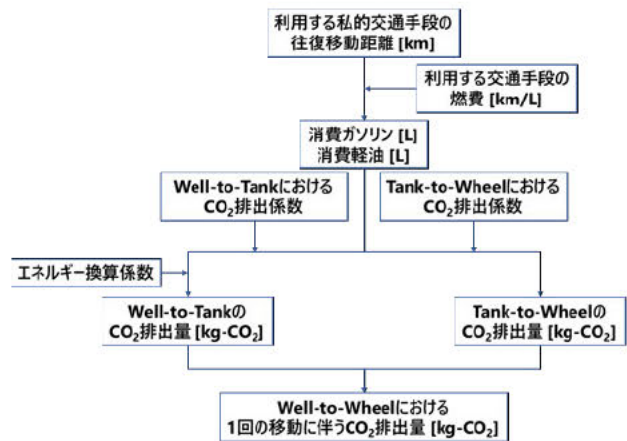 利用する私的交通手段の
往復移動距離 [km]
利用する交通手段の
燃費 [km/L]
消費ガソリン [L]
消費軽油 [L]
Well-to-Tankにおける
CO₂排出係数
Tank-to-Wheelにおける
CO₂排出係数
エネルギー換算係数
Well-to-Tankの
CO₂排出量 [kg-CO₂]
Tank-to-Wheelの
CO₂排出量 [kg-CO₂]
Well-to-Wheelにおける
1回の移動に伴うCO₂排出量 [kg-CO₂]